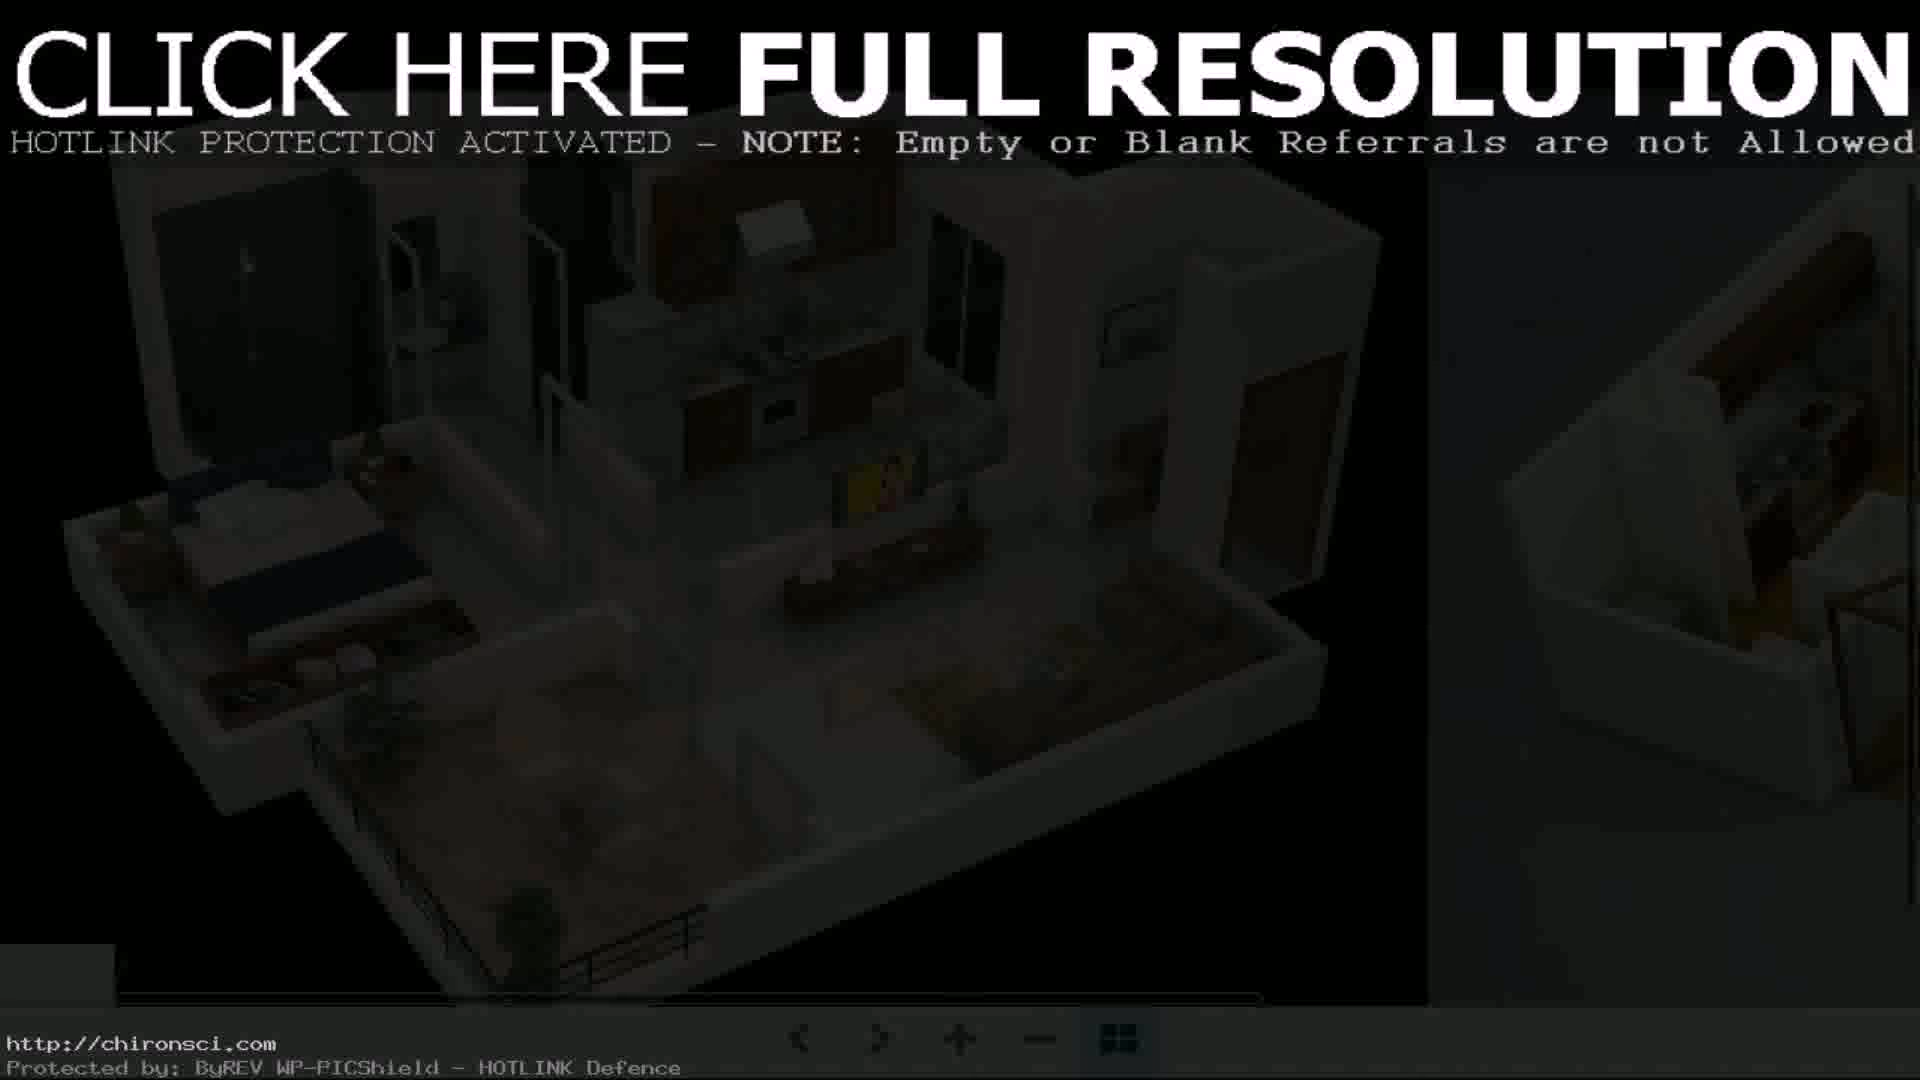 CLICK HERE FULL RESOLUTION
HOTLINK PROTECTION ACTIVATED - NOTE: Empty or Blank Referrals are not Allowed
http://chironsci.com
Protected by: ByREV WP-PICShield - HOTLINK Defence